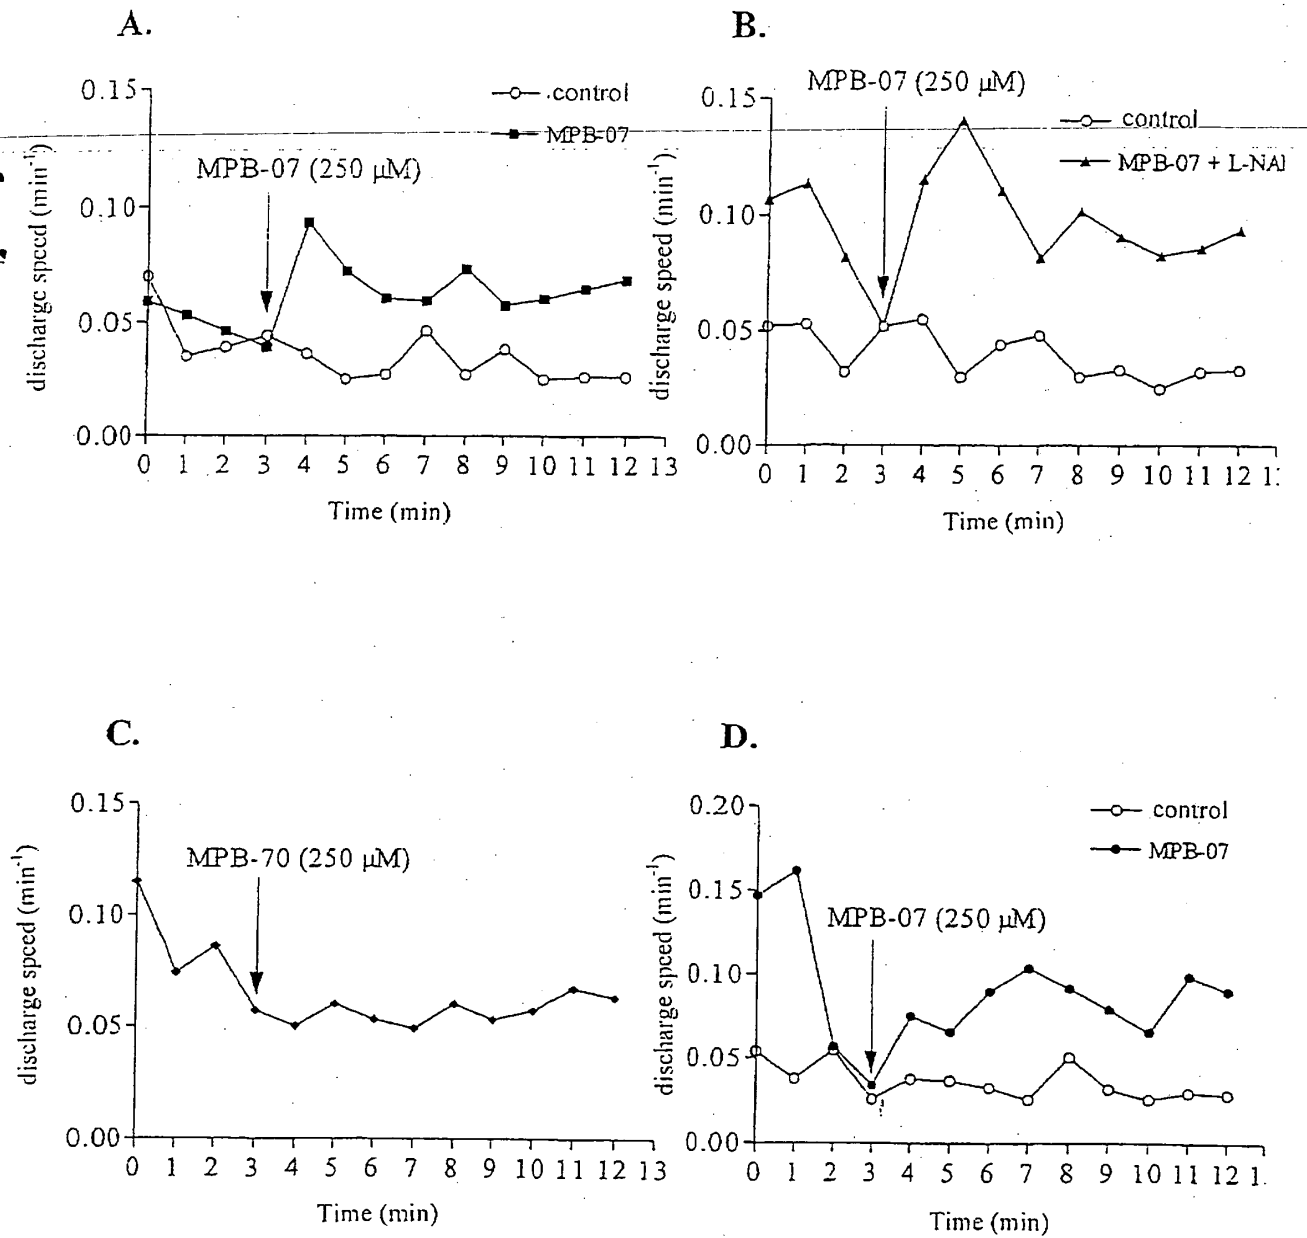 A.
0.15
0.10
0.05
0.00
discharge speed (min⁻¹)
control
MPB-07
MPB-07 (250 µM)
0 1 2 3 4 5 6 7 8 9 10 11 12 13
Time (min)
B.
0.15
0.10
0.05
0.00
discharge speed (min⁻¹)
MPB-07 (250 µM)
control
MPB-07 + L-NA
0 1 2 3 4 5 6 7 8 9 10 11 12
Time (min)
C.
0.15
0.10
0.05
0.00
discharge speed (min⁻¹)
MPB-70 (250 µM)
0 1 2 3 4 5 6 7 8 9 10 11 12 13
Time (min)
D.
0.20
0.15
0.10
0.05
0.00
discharge speed (min⁻¹)
control
MPB-07
MPB-07 (250 µM)
0 1 2 3 4 5 6 7 8 9 10 11 12
Time (min)